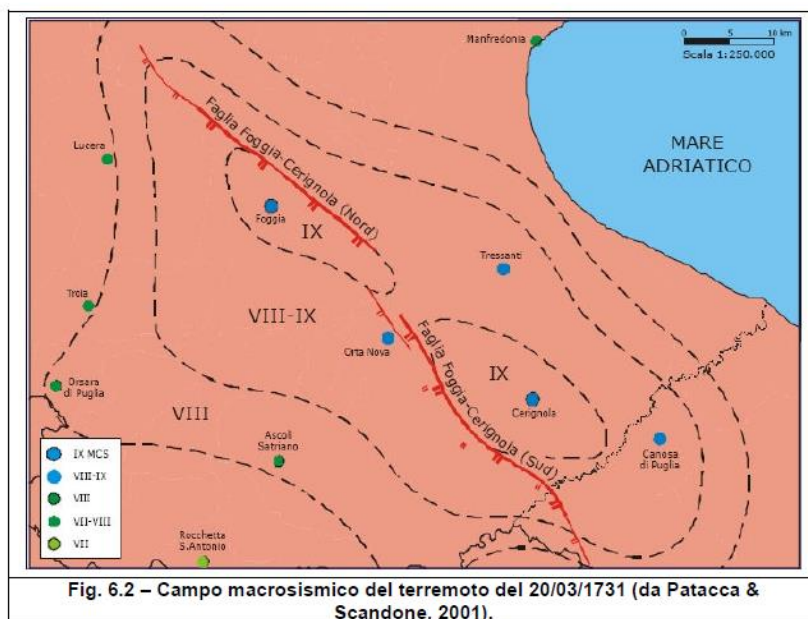 Manfredonia
0 5 10 km
Scala 1:250.000
MARE
ADRIATICO
Lucera
Faglia Foggia-Cerignola (Nord)
Foggia
IX
Tressanti
Troia
VIII-IX
Orta Nova
Faglia Foggia-Cerignola (Sud)
IX
Cerignola
Orsara
di Puglia
VIII
Ascoli
Satriano
Canosa
di Puglia
IX MCS
VIII-IX
VIII
VII-VIII
VII
Rocchetta
S.Antonio
Fig. 6.2 – Campo macrosismico del terremoto del 20/03/1731 (da Patacca &
Scandone, 2001).